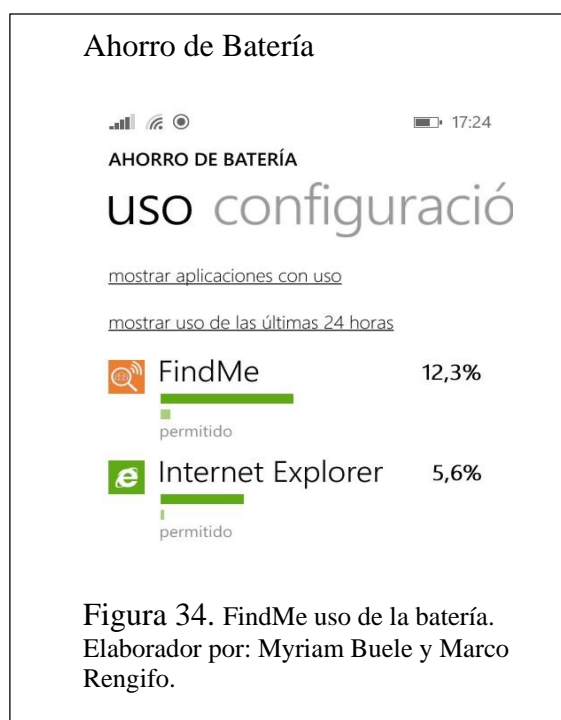 Ahorro de Batería
17:24
AHORRO DE BATERÍA
uso configuració
mostrar aplicaciones con uso
mostrar uso de las últimas 24 horas
FindMe 12,3%
permitido
Internet Explorer 5,6%
permitido
Figura 34. FindMe uso de la batería.
Elaborador por: Myriam Buele y Marco
Rengifo.